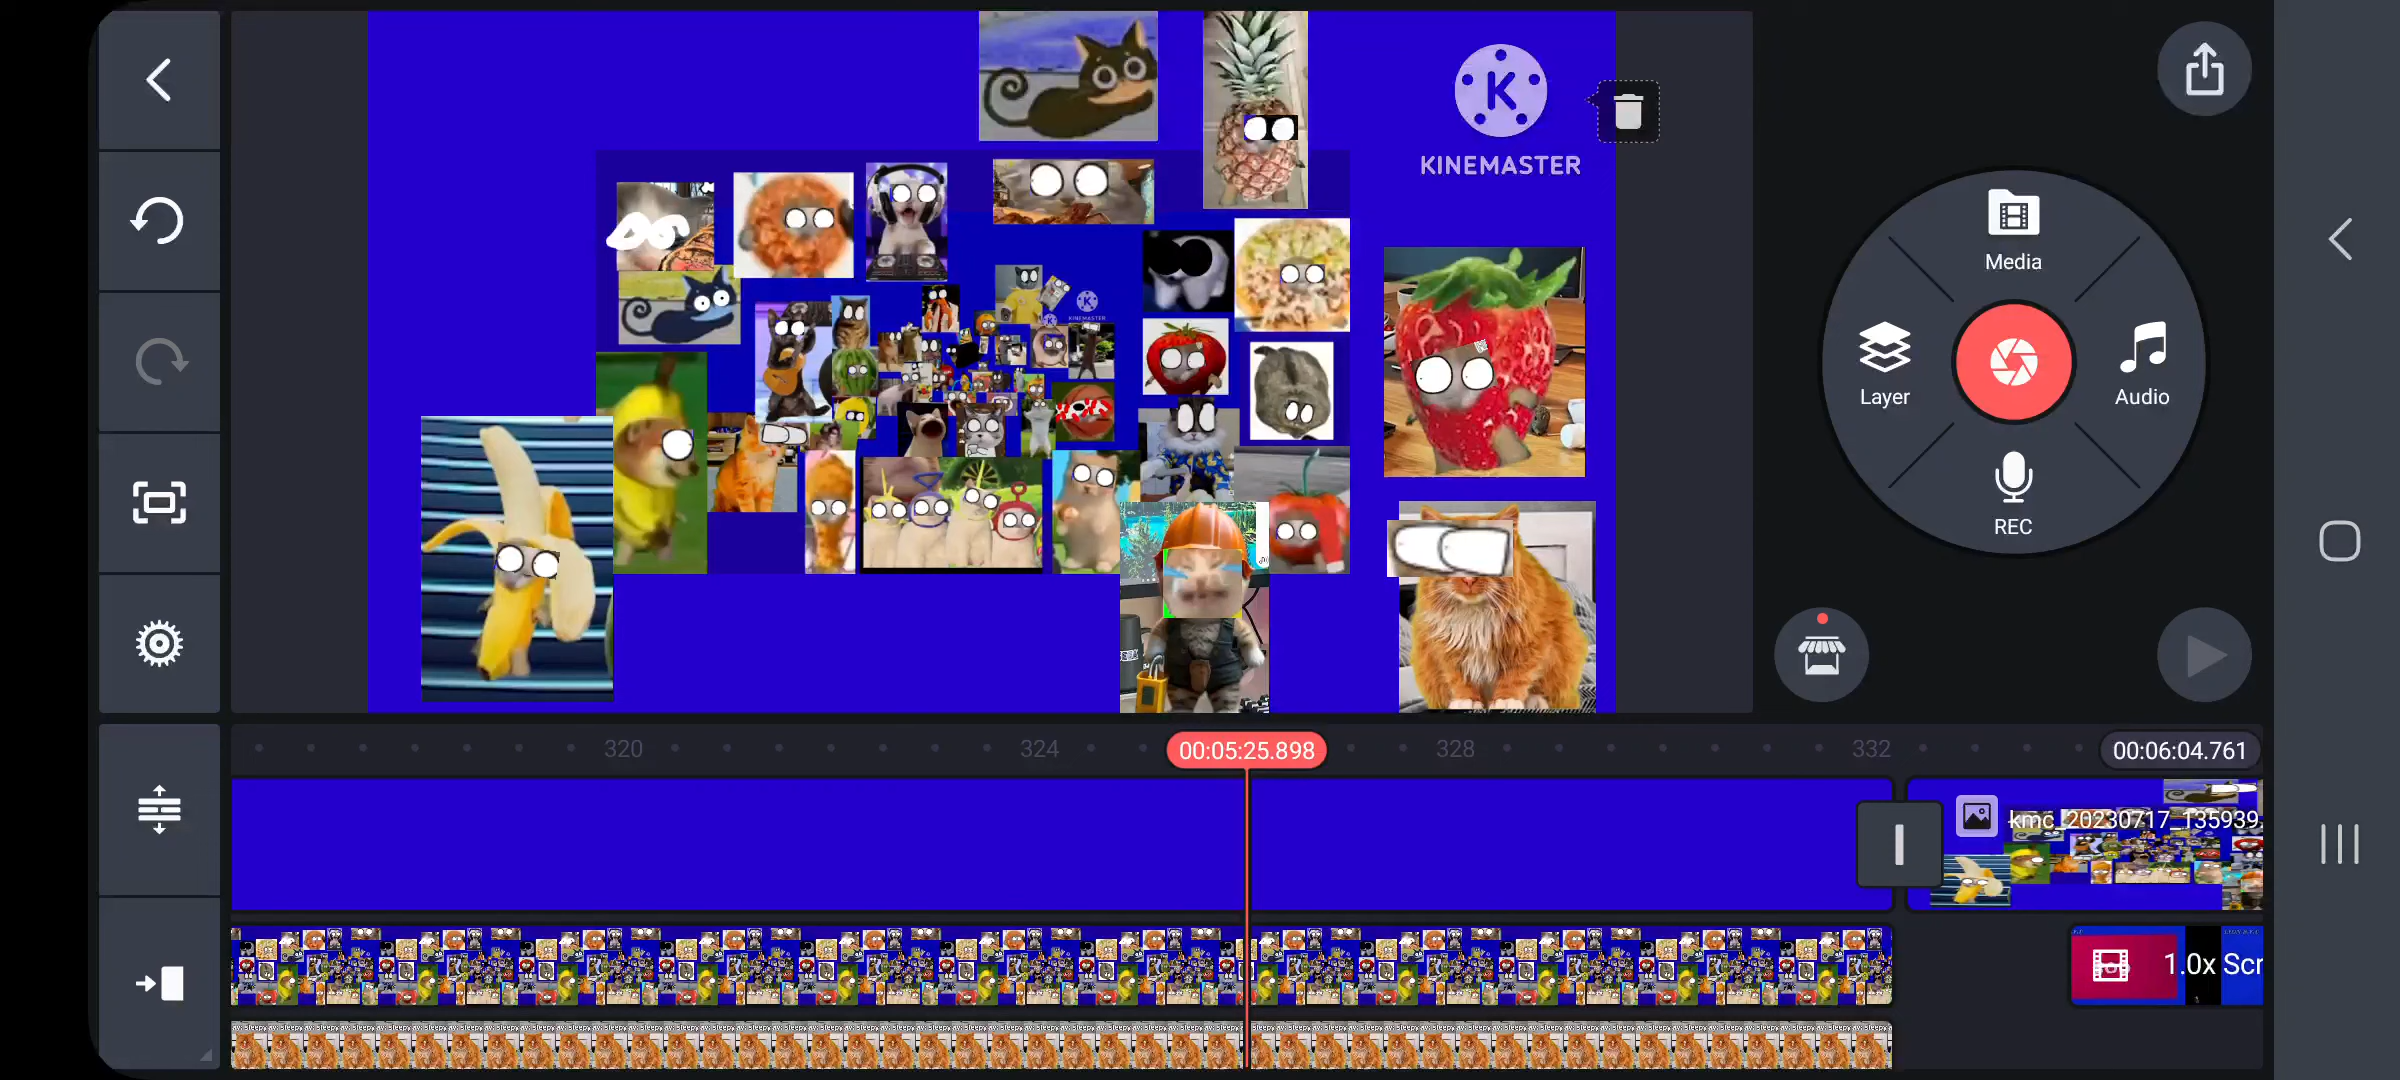 KINEMASTER
Media
Layer
Audio
REC
320
324
00:05:25.898
328
332
00:06:04.761
kmc_20230717_135939.
1.0x Scr